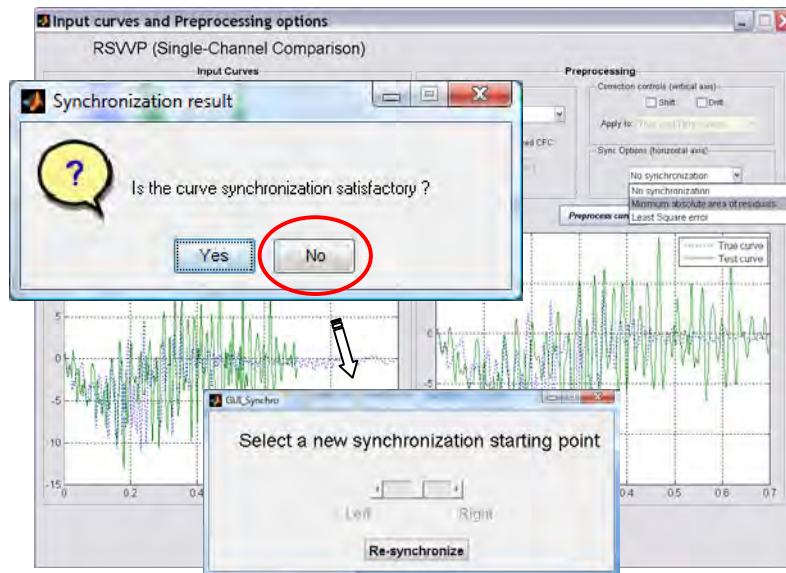 Input curves and Preprocessing options
RSVVP (Single-Channel Comparison)
Input Curves
Preprocessing
Correction controls (vertical axis)
Shift
Drift
Apply to:
CFC
Sync Options (horizontal axis)
No synchronization
No synchronization
Minimum absolute area of residuals
Least Square error
Preprocess
Synchronization result
?
Is the curve synchronization satisfactory ?
Yes
No
True curve
Test curve
5
0
-5
-10
-15
0
0.2
0.4
0
-5
0.4
0.5
0.6
0.7
GUI_Synchro
Select a new synchronization starting point
Left
Right
Re-synchronize